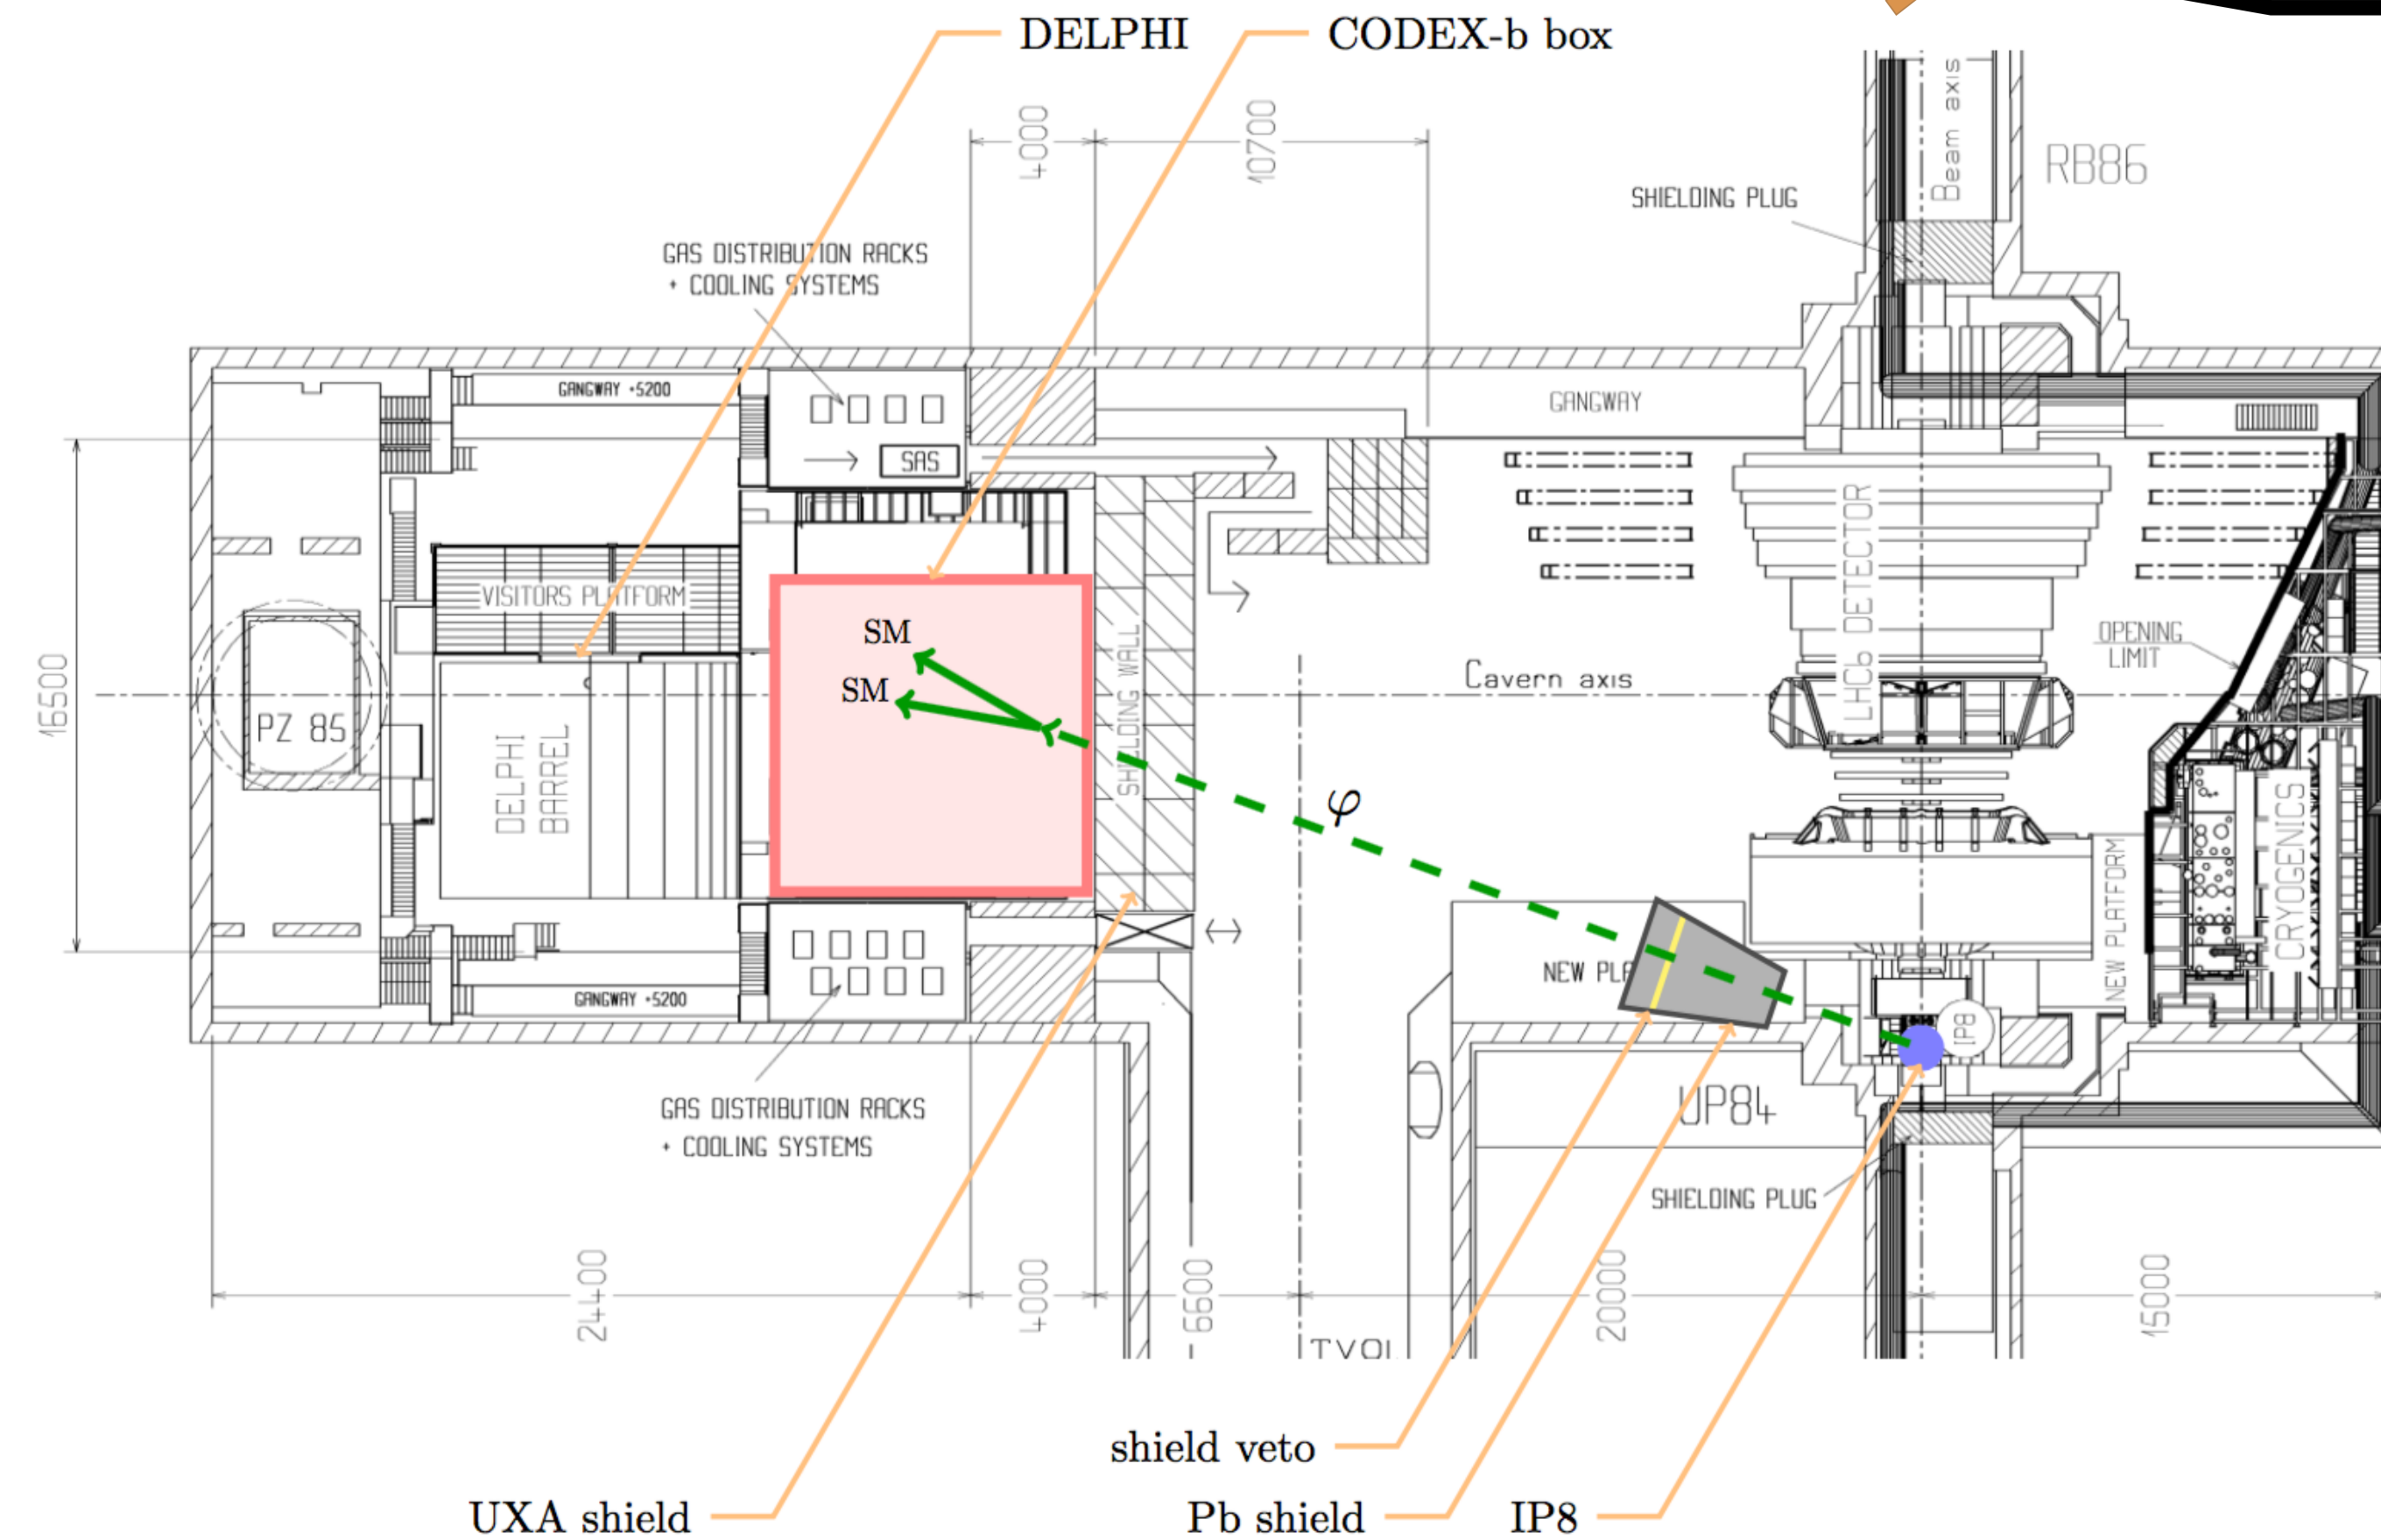 DELPHI
CODEX-b box
4000
10700
Beam axis
RB86
SHIELDING PLUG
GAS DISTRIBUTION RACKS
+ COOLING SYSTEMS
GANGWAY +5200
GANGWAY
SAS
LHCb DETECTOR
VISITORS PLATFORM
SM
SM
SHIELDING WALL
OPENING
LIMIT
Cavern axis
16500
PZ 85
DELPHI
BARREL
φ
NEW PLATFORM
CRYOGENICS
NEW PLA
GANGWAY +5200
IP8
GAS DISTRIBUTION RACKS
+ COOLING SYSTEMS
UP84
SHIELDING PLUG
24400
4000
6600
20000
15000
shield veto
UXA shield
Pb shield
IP8